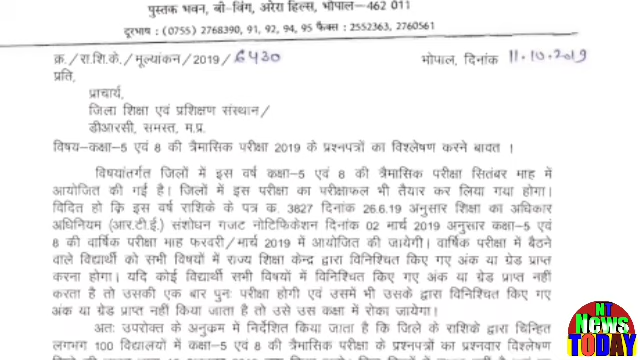 पुस्तक भवन, बी-विंग, अरेरा हिल्स, भोपाल-462 011
दूरभाष : (0755) 2768390, 91, 92, 94, 95 फैक्स : 2552363, 2760561
क्र./रा.शि.के./मूल्यांकन/2019/6430 भोपाल, दिनांक 11.10.2019
प्रति,
प्राचार्य,
जिला शिक्षा एवं प्रशिक्षण संस्थान/
डीआरसी, समस्त, म.प्र.
विषय-कक्षा-5 एवं 8 की त्रैमासिक परीक्षा 2019 के प्रश्नपत्रों का विश्लेषण करने बावत ।
विषयांतर्गत जिलों में इस वर्ष कक्षा-5 एवं 8 की त्रैमासिक परीक्षा सितंबर माह में
आयोजित की गई है। जिलों में इस परीक्षा का परीक्षाफल भी तैयार कर लिया गया होगा।
विदित हो कि इस वर्ष राशिके के पत्र क. 3827 दिनांक 26.6.19 अनुसार शिक्षा का अधिकार
अधिनियम (आर.टी.ई.) संशोधन गजट नोटिफिकेशन दिनांक 02 मार्च 2019 अनुसार कक्षा-5 एवं
8 की वार्षिक परीक्षा माह फरवरी/मार्च 2019 में आयोजित की जायेगी। वार्षिक परीक्षा में बैठने
वाले विद्यार्थी को सभी विषयों में राज्य शिक्षा केन्द्र द्वारा विनिश्चित किए गए अंक या ग्रेड प्राप्त
करना होगा। यदि कोई विद्यार्थी सभी विषयों में विनिश्चित किए गए अंक या ग्रेड प्राप्त नहीं
करता है तो उसकी एक बार पुनः परीक्षा होगी एवं उसमें भी उसके द्वारा विनिश्चित किए गए
अंक या ग्रेड प्राप्त नहीं किया जाता है तो उसे उस कक्षा में रोका जायेगा।
अतः उपरोक्त के अनुक्रम में निर्देशित किया जाता है कि जिले के राशिके द्वारा चिन्हित
लगभग 100 विद्यालयों में कक्षा-5 एवं 8 की त्रैमासिक परीक्षा के प्रश्नपत्रों का प्रश्नवार विश्लेषण
NT
News
TODAY